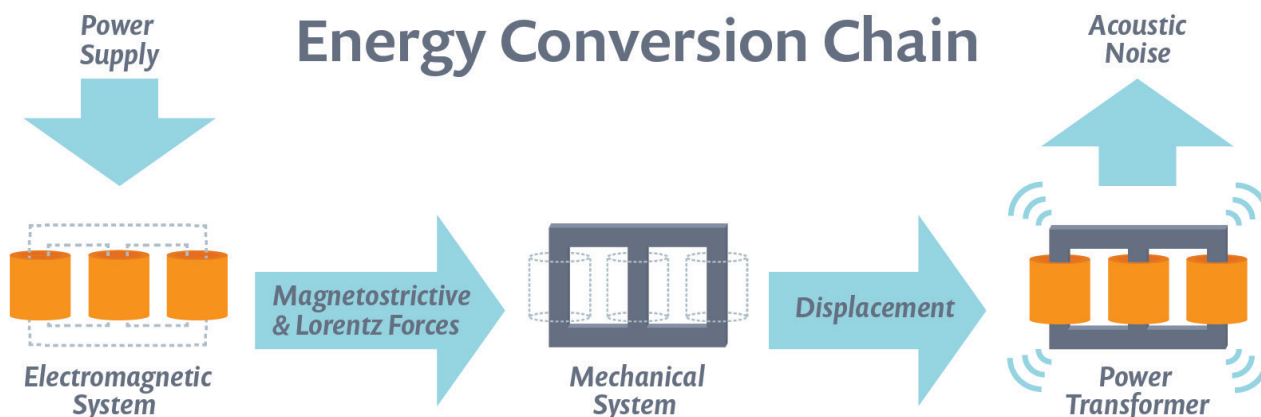 Power
Supply
Energy Conversion Chain
Acoustic
Noise
Magnetostrictive
& Lorentz Forces
Displacement
Electromagnetic
System
Mechanical
System
Power
Transformer